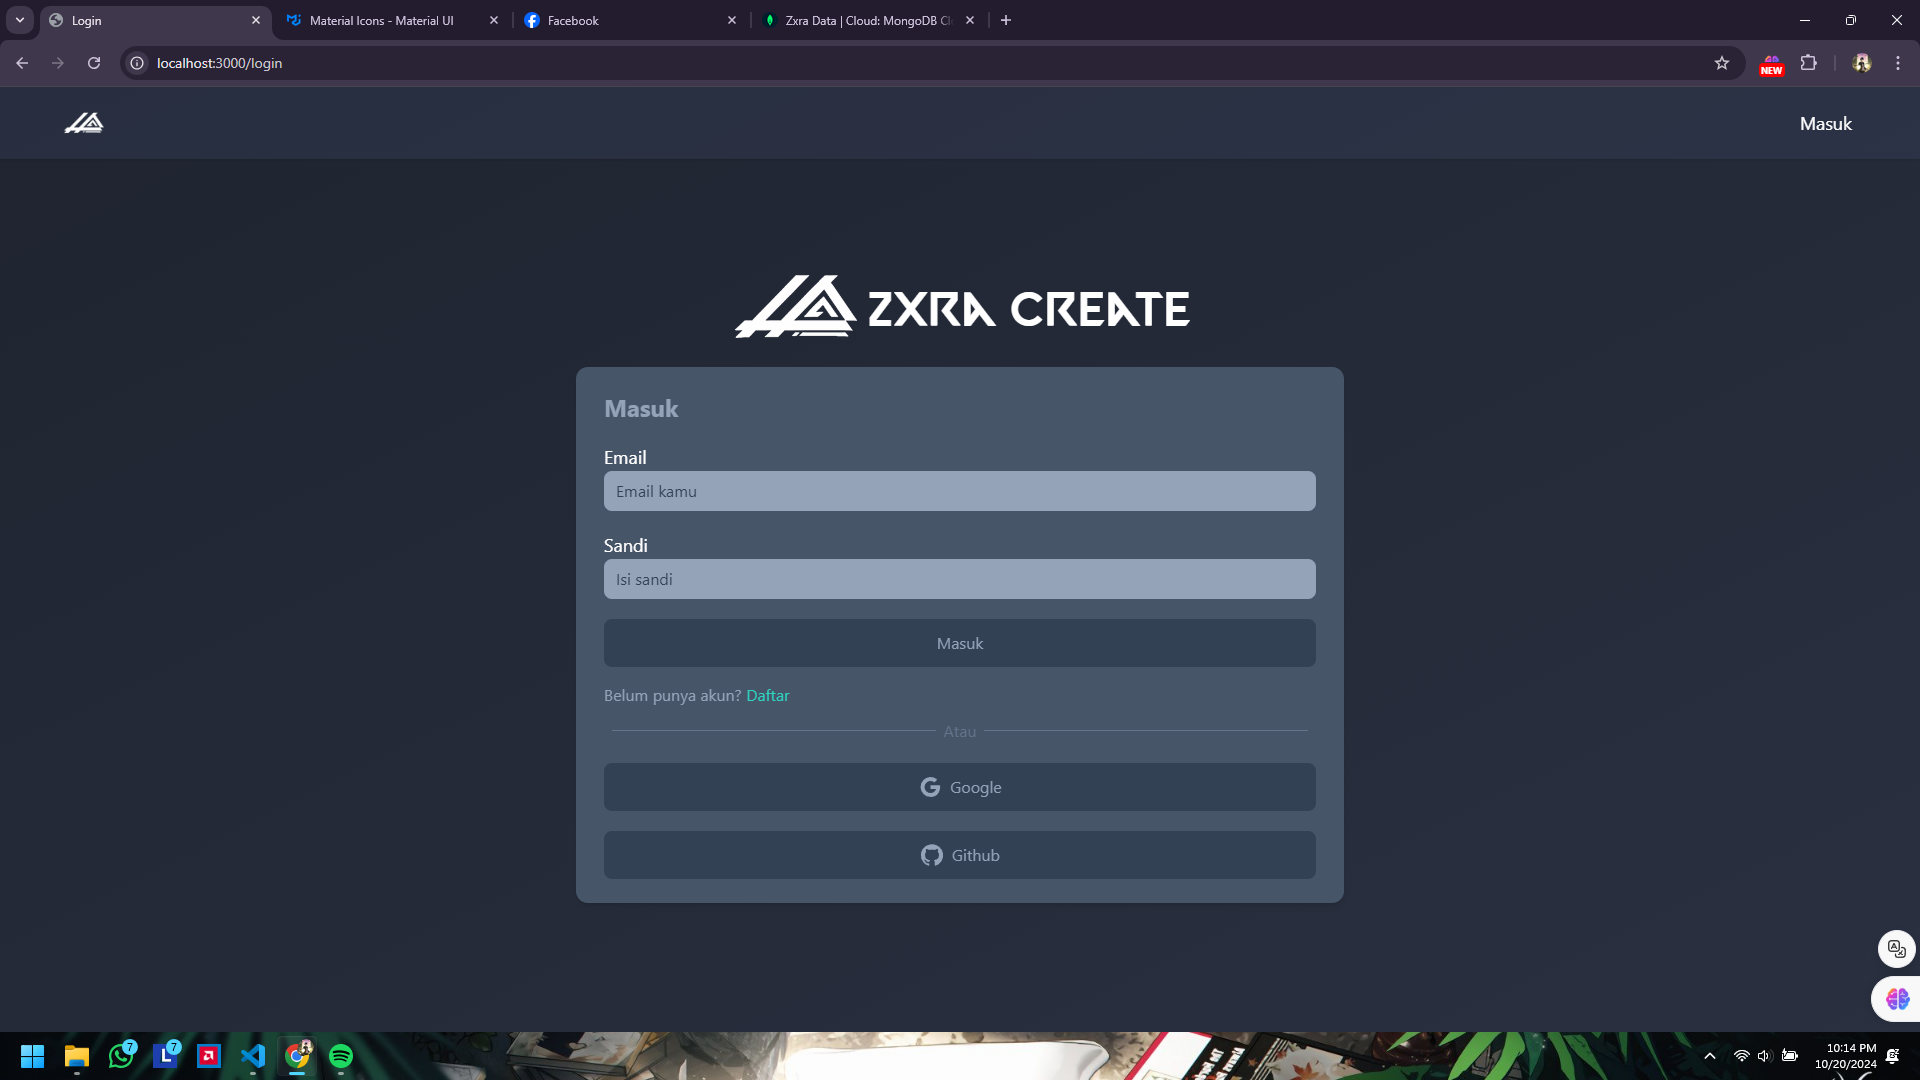 Login
Material Icons - Material UI
Facebook
Zxra Data | Cloud: MongoDB Cl
localhost:3000/login
NEW
Masuk
ZXRA CREATE
Masuk
Email
Email kamu
Sandi
Isi sandi
Masuk
Belum punya akun? Daftar
Atau
Google
Github
7
7
L
10:14 PM
10/20/2024